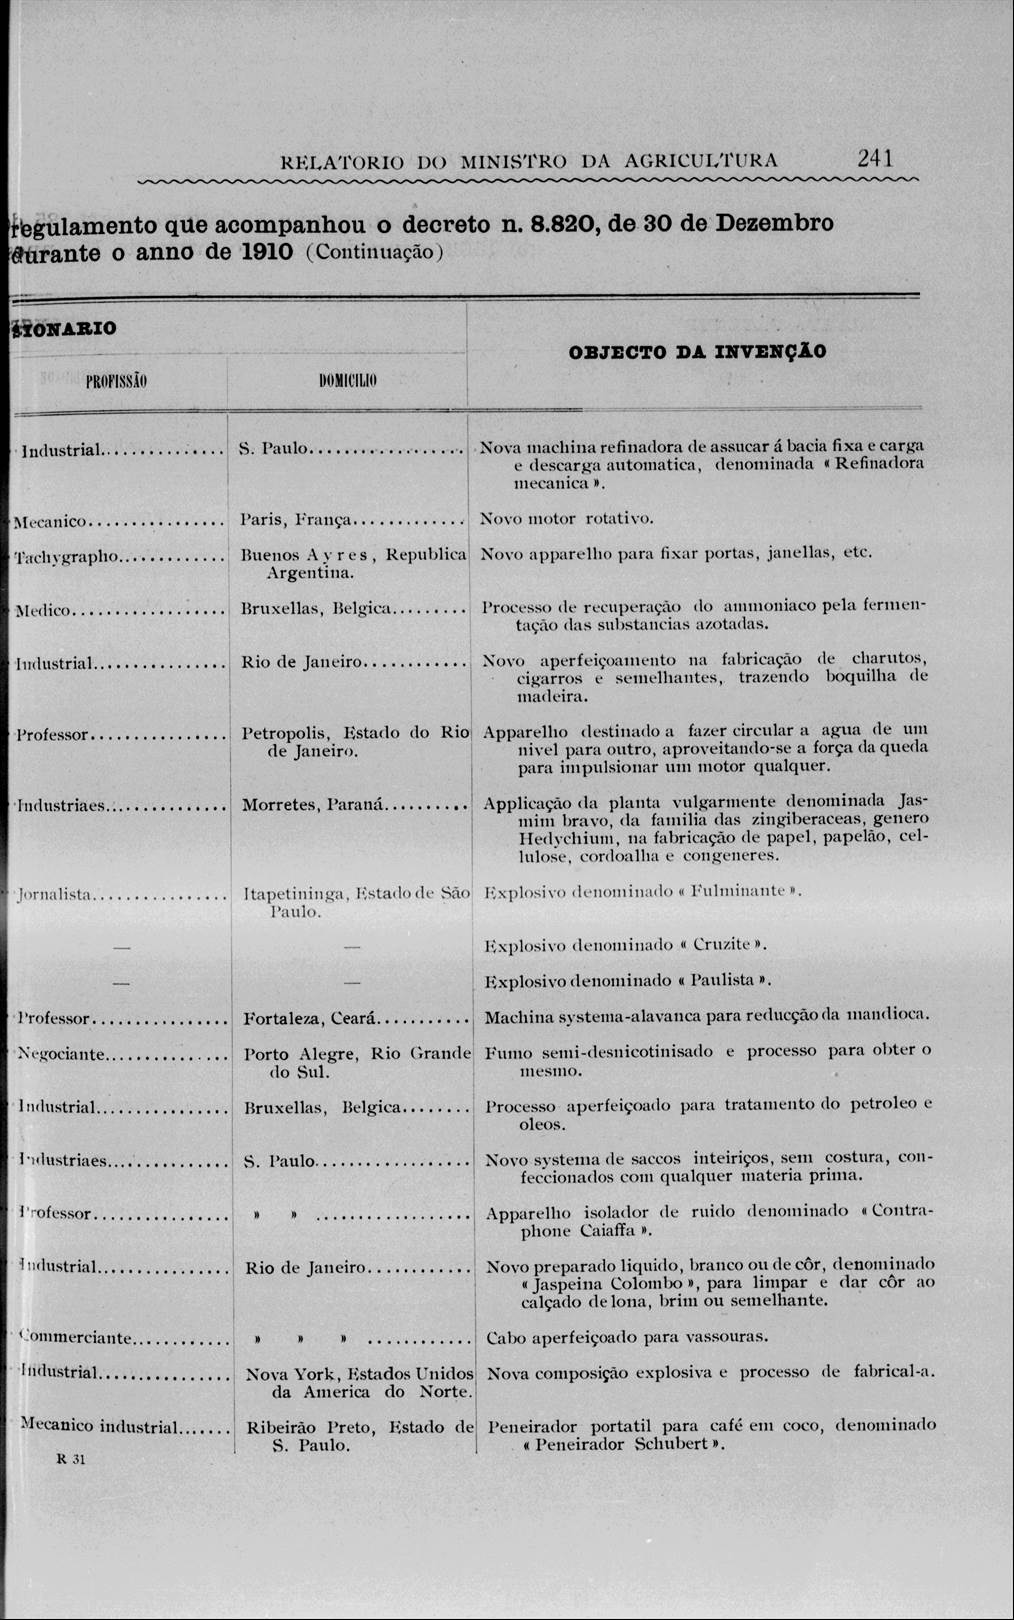 RELATORIO DO MINISTRO DA AGRICULTURA 241
regulamento que acompanhou o decreto n. 8.820, de 30 de Dezembro
durante o anno de 1910 (Continuação)
SIONARIO
OBJECTO DA INVENÇÃO
PROFISSÃO DOMICILIO
Industrial............... S. Paulo.................. Nova machina refinadora de assucar á bacia fixa e carga
e descarga automatica, denominada « Refinadora
mecanica ».
Mecanico................ Paris, França............. Novo motor rotativo.
Tachygrapho............. Buenos Ayres, Republica Novo apparelho para fixar portas, janellas, etc.
Argentina.
Medico.................. Bruxellas, Belgica......... Processo de recuperação do ammoniaco pela fermen-
tação das substancias azotadas.
Industrial................ Rio de Janeiro............ Novo aperfeiçoamento na fabricação de charutos,
cigarros e semelhantes, trazendo boquilha de
madeira.
Professor................ Petropolis, Estado do Rio Apparelho destinado a fazer circular a agua de um
de Janeiro. nivel para outro, aproveitando-se a força da queda
para impulsionar um motor qualquer.
Industriaes............... Morretes, Paraná.......... Applicação da planta vulgarmente denominada Jas-
mim bravo, da familia das zingiberaceas, genero
Hedychium, na fabricação de papel, papelão, cel-
lulose, cordoalha e congeneres.
Jornalista................ Itapetininga, Estado de São Explosivo denominado « Fulminante ».
Paulo.
— — Explosivo denominado « Cruzite ».
— — Explosivo denominado « Paulista ».
Professor................ Fortaleza, Ceará........... Machina systema-alavanca para reducção da mandioca.
Negociante............... Porto Alegre, Rio Grande Fumo semi-desnicotinisado e processo para obter o
do Sul. mesmo.
Industrial................ Bruxellas, Belgica........ Processo aperfeiçoado para tratamento do petroleo e
oleos.
Industriaes............... S. Paulo.................. Novo systema de saccos inteiriços, sem costura, con-
feccionados com qualquer materia prima.
Professor................ » » .................. Apparelho isolador de ruido denominado « Contra-
phone Caiaffa ».
Industrial................ Rio de Janeiro............ Novo preparado liquido, branco ou de côr, denominado
« Jaspeina Colombo », para limpar e dar côr ao
calçado de lona, brim ou semelhante.
Commerciante............ » » » ............ Cabo aperfeiçoado para vassouras.
Industrial................ Nova York, Estados Unidos Nova composição explosiva e processo de fabrical-a.
da America do Norte.
Mecanico industrial....... Ribeirão Preto, Estado de Peneirador portatil para café em coco, denominado
S. Paulo. « Peneirador Schubert ».
R 31